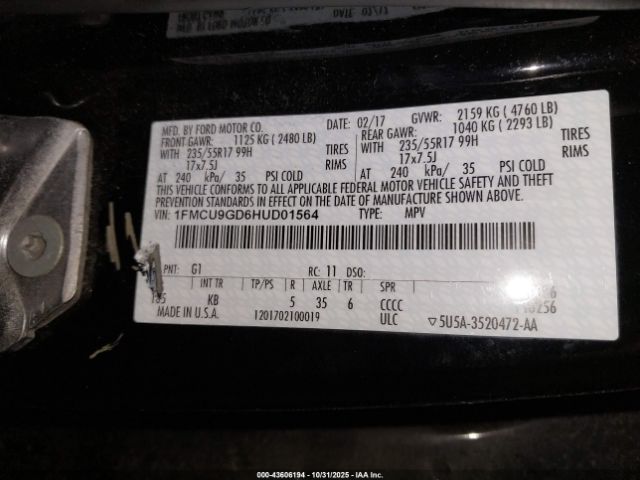 MFD. BY FORD MOTOR CO. DATE: 02/17 GVWR: 2159 KG ( 4760 LB)
FRONT GAWR: 1125 KG ( 2480 LB) REAR GAWR: 1040 KG ( 2293 LB)
WITH 235/55R17 99H TIRES WITH 235/55R17 99H TIRES
17x7.5J RIMS 17x7.5J RIMS
AT 240 kPa/ 35 PSI COLD AT 240 kPa/ 35 PSI COLD
THIS VEHICLE CONFORMS TO ALL APPLICABLE FEDERAL MOTOR VEHICLE SAFETY AND THEFT
PREVENTION STANDARDS IN EFFECT ON THE DATE OF MANUFACTURE SHOWN ABOVE.
VIN: 1FMCU9GD6HUD01564 TYPE: MPV
PNT: G1 RC: 11 DSO:
INT TR TP/PS R AXLE TR SPR
KB 5 35 6 CCCC
MADE IN U.S.A. 1201702100019 ULC ▽5U5A-3520472-AA
000-43606194 - 10/31/2025 - IAA Inc.